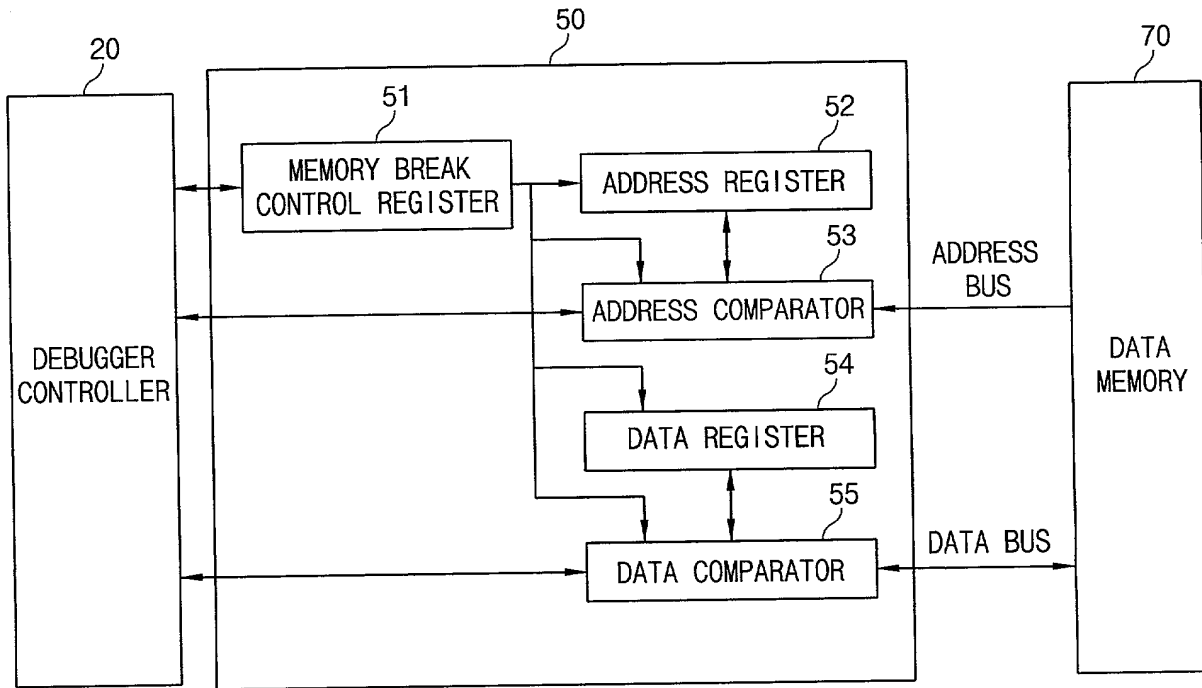 50
20
70
51
52
MEMORY BREAK
CONTROL REGISTER
ADDRESS REGISTER
53
ADDRESS
BUS
ADDRESS COMPARATOR
DEBUGGER
CONTROLLER
54
DATA
MEMORY
DATA REGISTER
55
DATA BUS
DATA COMPARATOR